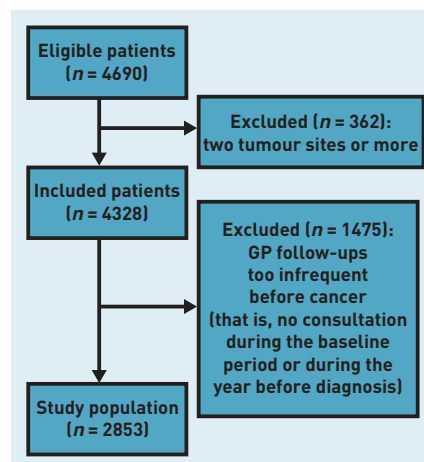 Eligible patients
(n = 4690)
Excluded (n = 362):
two tumour sites or more
Included patients
(n = 4328)
Excluded (n = 1475):
GP follow-ups
too infrequent
before cancer
(that is, no consultation
during the baseline
period or during the
year before diagnosis)
Study population
(n = 2853)